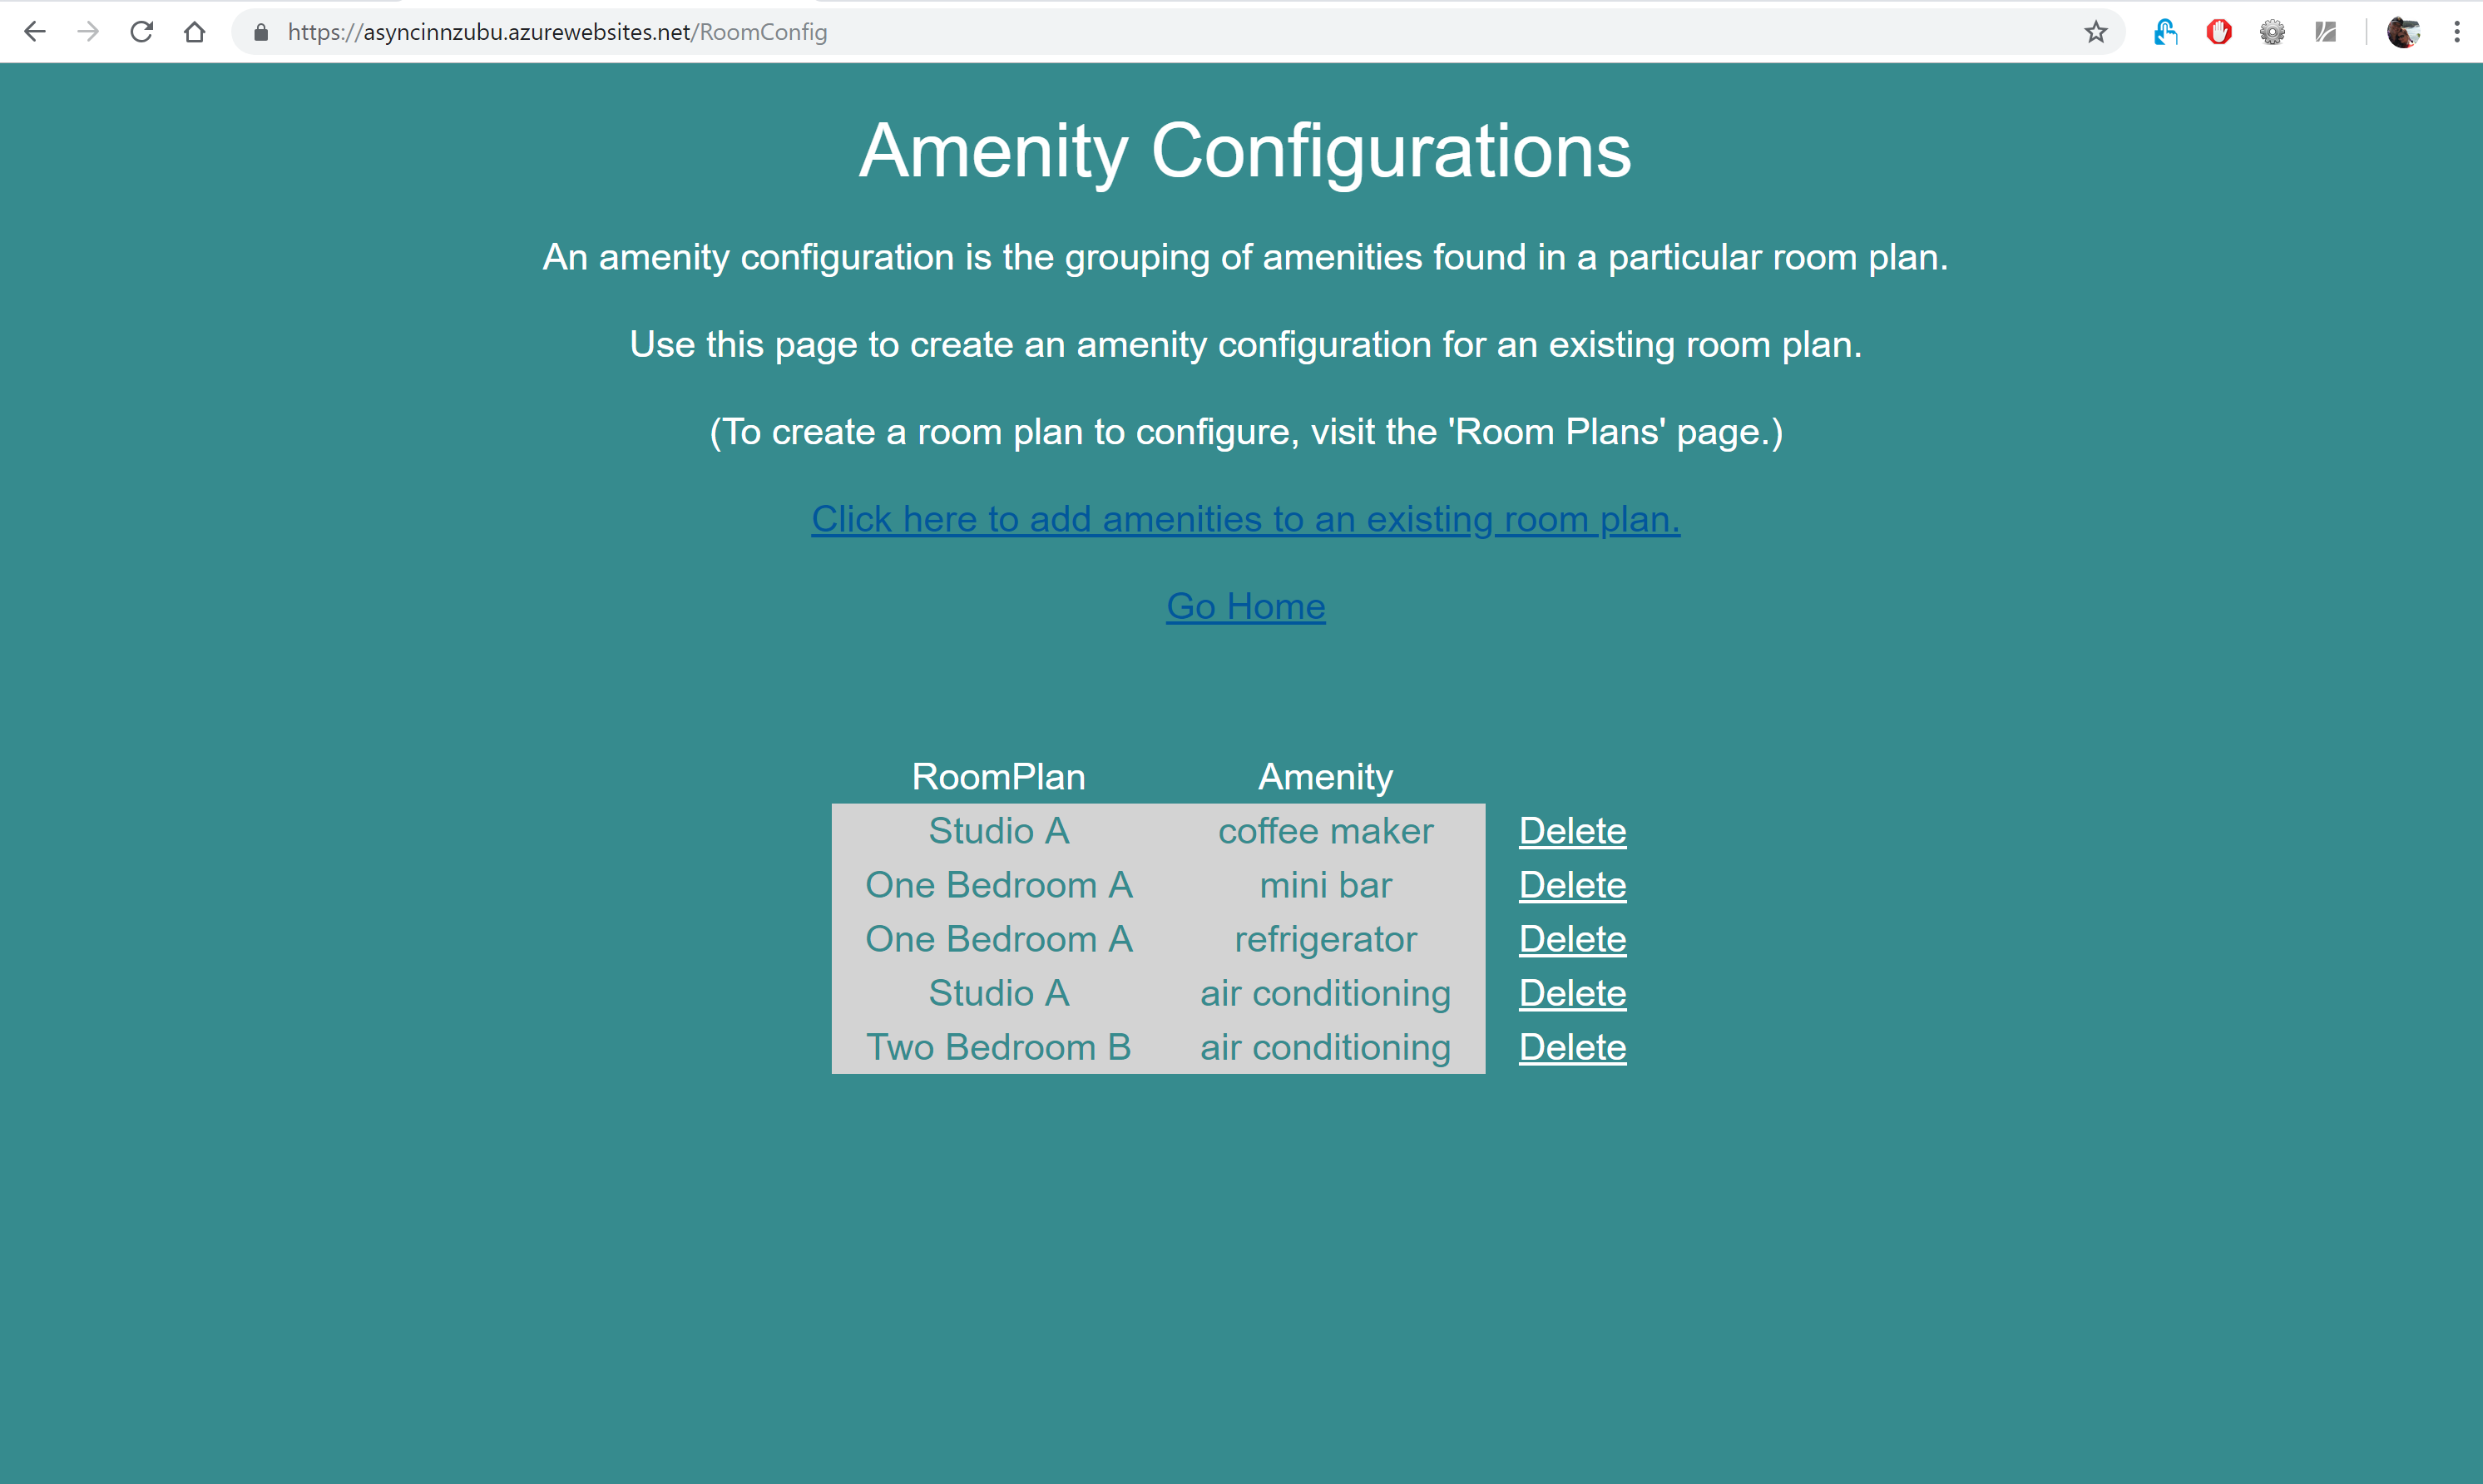 https://asyncinnzubu.azurewebsites.net/RoomConfig
Amenity Configurations
An amenity configuration is the grouping of amenities found in a particular room plan.
Use this page to create an amenity configuration for an existing room plan.
(To create a room plan to configure, visit the 'Room Plans' page.)
Click here to add amenities to an existing room plan.
Go Home
RoomPlan Amenity
Studio A coffee maker Delete
One Bedroom A mini bar Delete
One Bedroom A refrigerator Delete
Studio A air conditioning Delete
Two Bedroom B air conditioning Delete